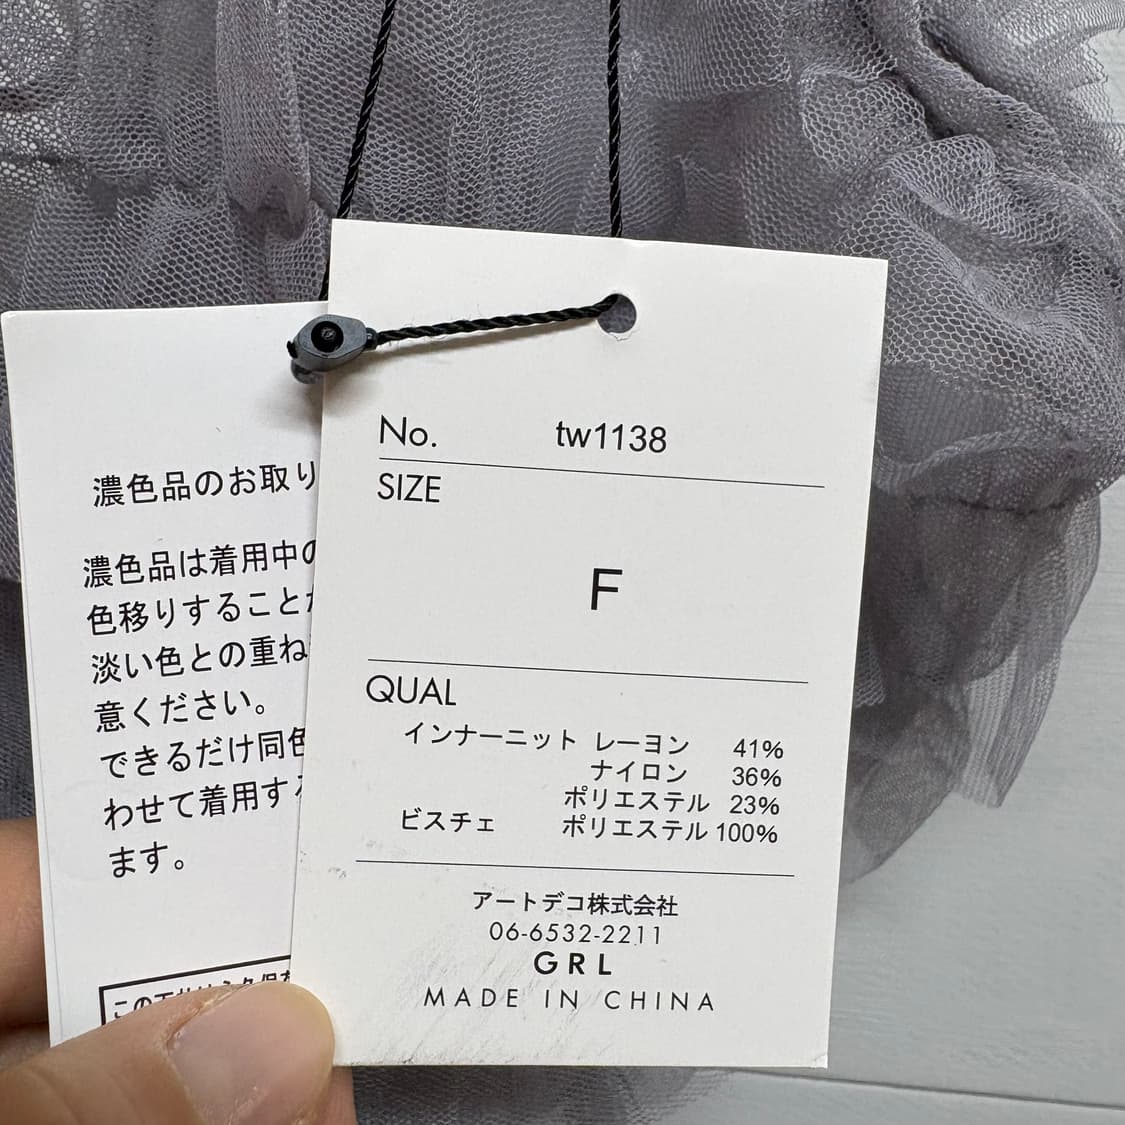 濃色品のお取り
濃色品は着用中の
色移りすることが
淡い色との重ね
意ください。
できるだけ同色
わせて着用する
ます。
No. tw1138
SIZE
F
QUAL
インナーニット レーヨン 41%
ナイロン 36%
ポリエステル 23%
ビスチェ ポリエステル 100%
アートデコ株式会社
06-6532-2211
GRL
MADE IN CHINA